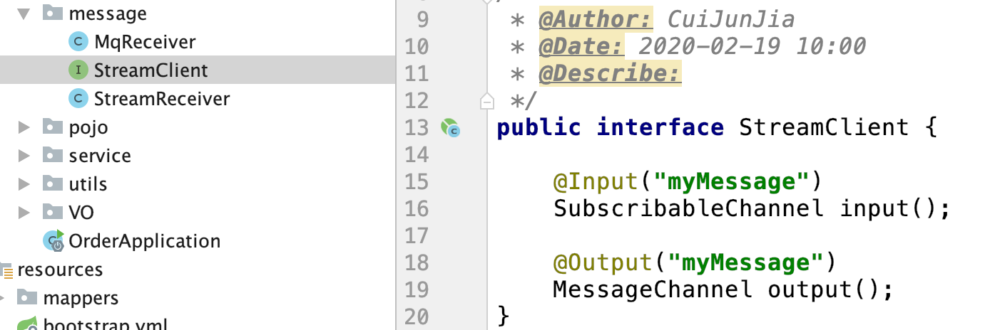 message
MqReceiver
StreamClient
StreamReceiver
pojo
service
utils
VO
OrderApplication
resources
mappers
bootstrap.yml
9 * @Author: CuiJunJia
10 * @Date: 2020-02-19 10:00
11 * @Describe:
12 */
13 public interface StreamClient {
14
15 @Input("myMessage")
16 SubscribableChannel input();
17
18 @Output("myMessage")
19 MessageChannel output();
20 }